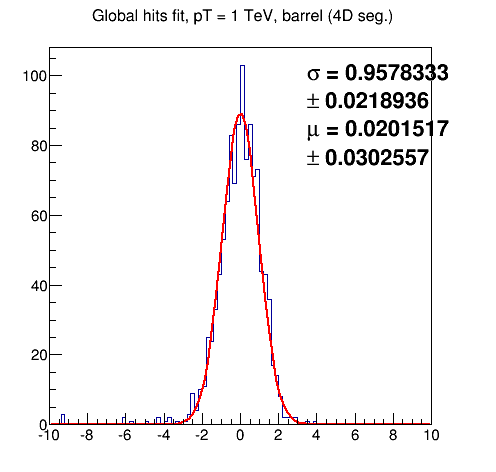 Global hits fit, pT = 1 TeV, barrel (4D seg.)
σ = 0.9578333
± 0.0218936
μ = 0.0201517
± 0.0302557
100
80
60
40
20
0
-10 -8 -6 -4 -2 0 2 4 6 8 10